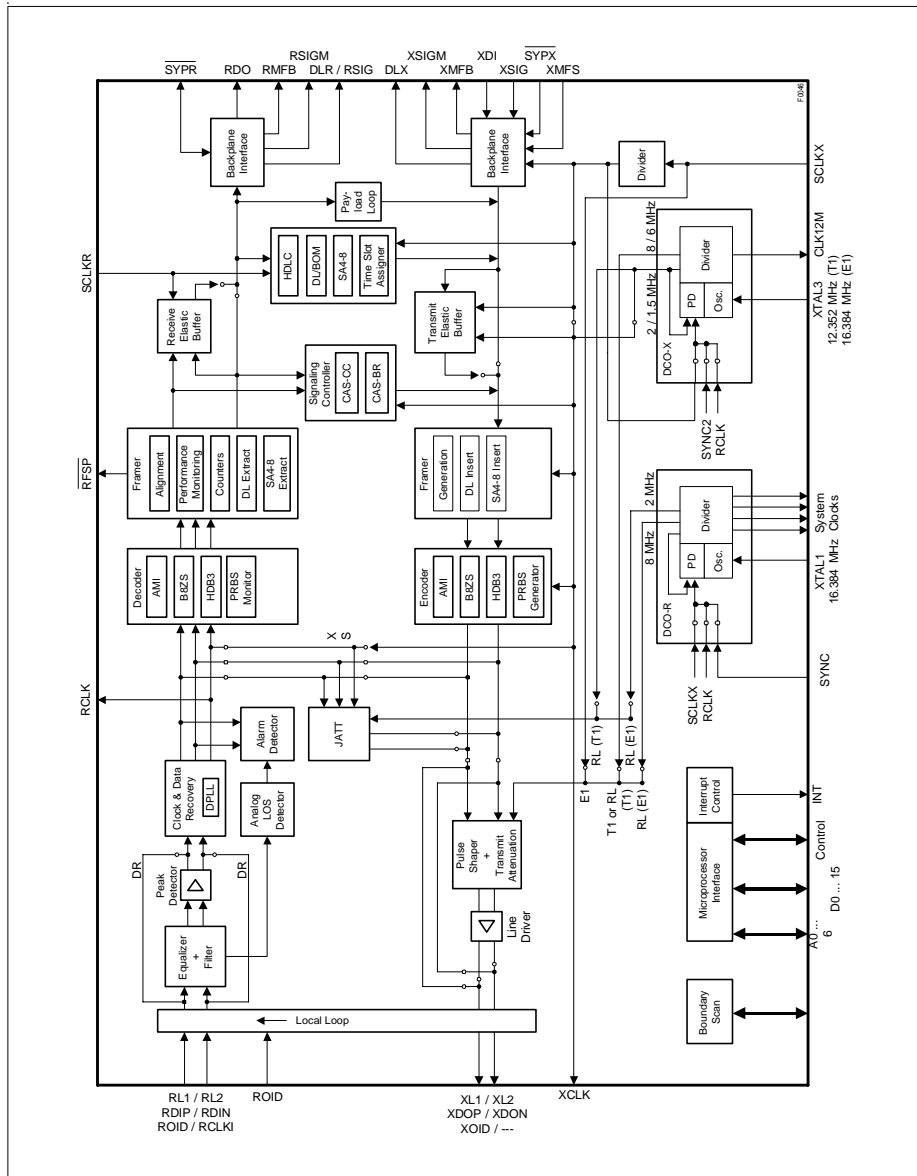 RSIGM
XSIGM
XDI
SYPX
SYPR
RDO
RMFB
DLR / RSIG
DLX
XMFB
XSIG
XMFS
F0046
Backplane
Interface
Backplane
Interface
Divider
SCLKX
Pay-
load
Loop
SCLKR
HDLC
DL/BOM
SA4-8
Time Slot
Assigner
8 / 6 MHz
CLK12M
Receive
Elastic
Buffer
Transmit
Elastic
Buffer
2 / 1.5 MHz
Divider
PD
Osc.
DCO-X
XTAL3
12.352 MHz (T1)
16.384 MHz (E1)
Signaling
Controller
CAS-CC
CAS-BR
SYNC2
RCLK
RFSP
Framer
Alignment
Performance
Monitoring
Counters
DL Extract
SA4-8
Extract
Framer
Generation
DL Insert
SA4-8 Insert
2 MHz
8 MHz
Divider
PD
Osc.
DCO-R
System
Clocks
XTAL1
16.384 MHz
Decoder
AMI
B8ZS
HDB3
PRBS
Monitor
Encoder
AMI
B8ZS
HDB3
PRBS
Generator
SCLKX
RCLK
SYNC
X
S
RCLK
JATT
RL (T1)
RL (E1)
Alarm
Detector
Clock & Data
Recovery
DPLL
Analog
LOS
Detector
E1
T1 or RL
(T1)
RL (E1)
Interrupt
Control
INT
DR
DR
Peak
Detector
Pulse
Shaper
+
Transmit
Attenuation
Microprocessor
Interface
Control
D0 ... 15
A0 ...
6
Equalizer
+
Filter
Line
Driver
Local Loop
Boundary
Scan
RL1 / RL2
RDIP / RDIN
ROID / RCLKI
ROID
XL1 / XL2
XDOP / XDON
XOID / ---
XCLK